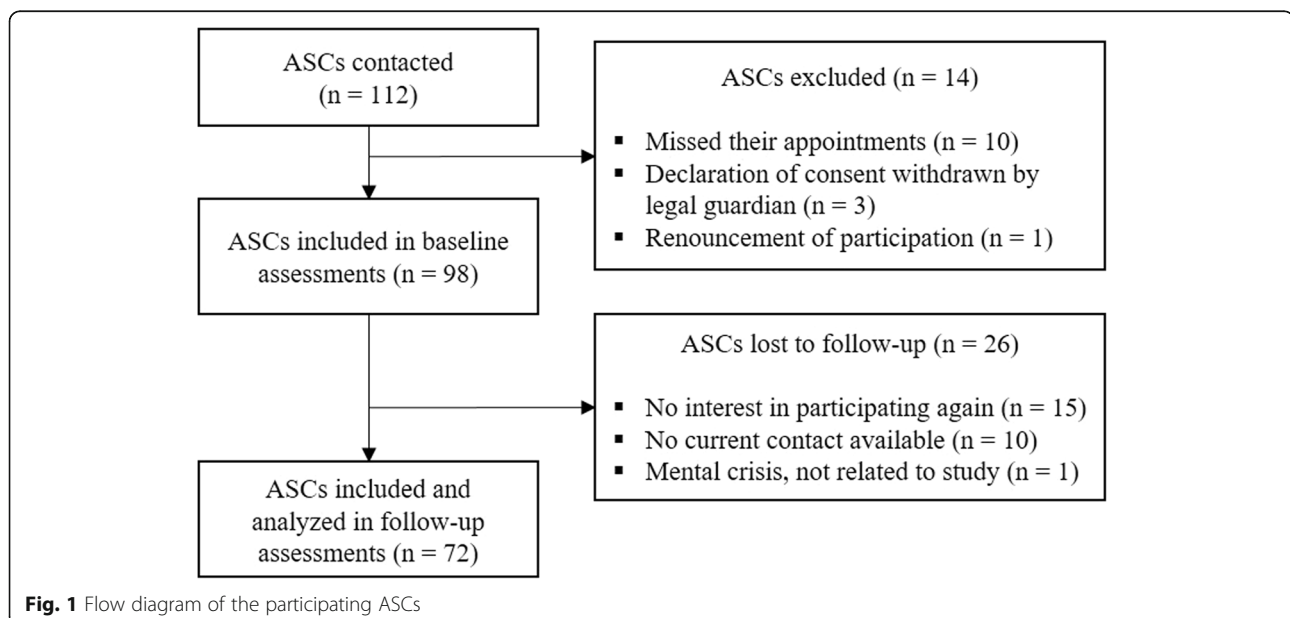 ASCs contacted
(n = 112)
ASCs excluded (n = 14)
▪ Missed their appointments (n = 10)
▪ Declaration of consent withdrawn by
legal guardian (n = 3)
▪ Renouncement of participation (n = 1)
ASCs included in baseline
assessments (n = 98)
ASCs lost to follow-up (n = 26)
▪ No interest in participating again (n = 15)
▪ No current contact available (n = 10)
▪ Mental crisis, not related to study (n = 1)
ASCs included and
analyzed in follow-up
assessments (n = 72)
Fig. 1 Flow diagram of the participating ASCs